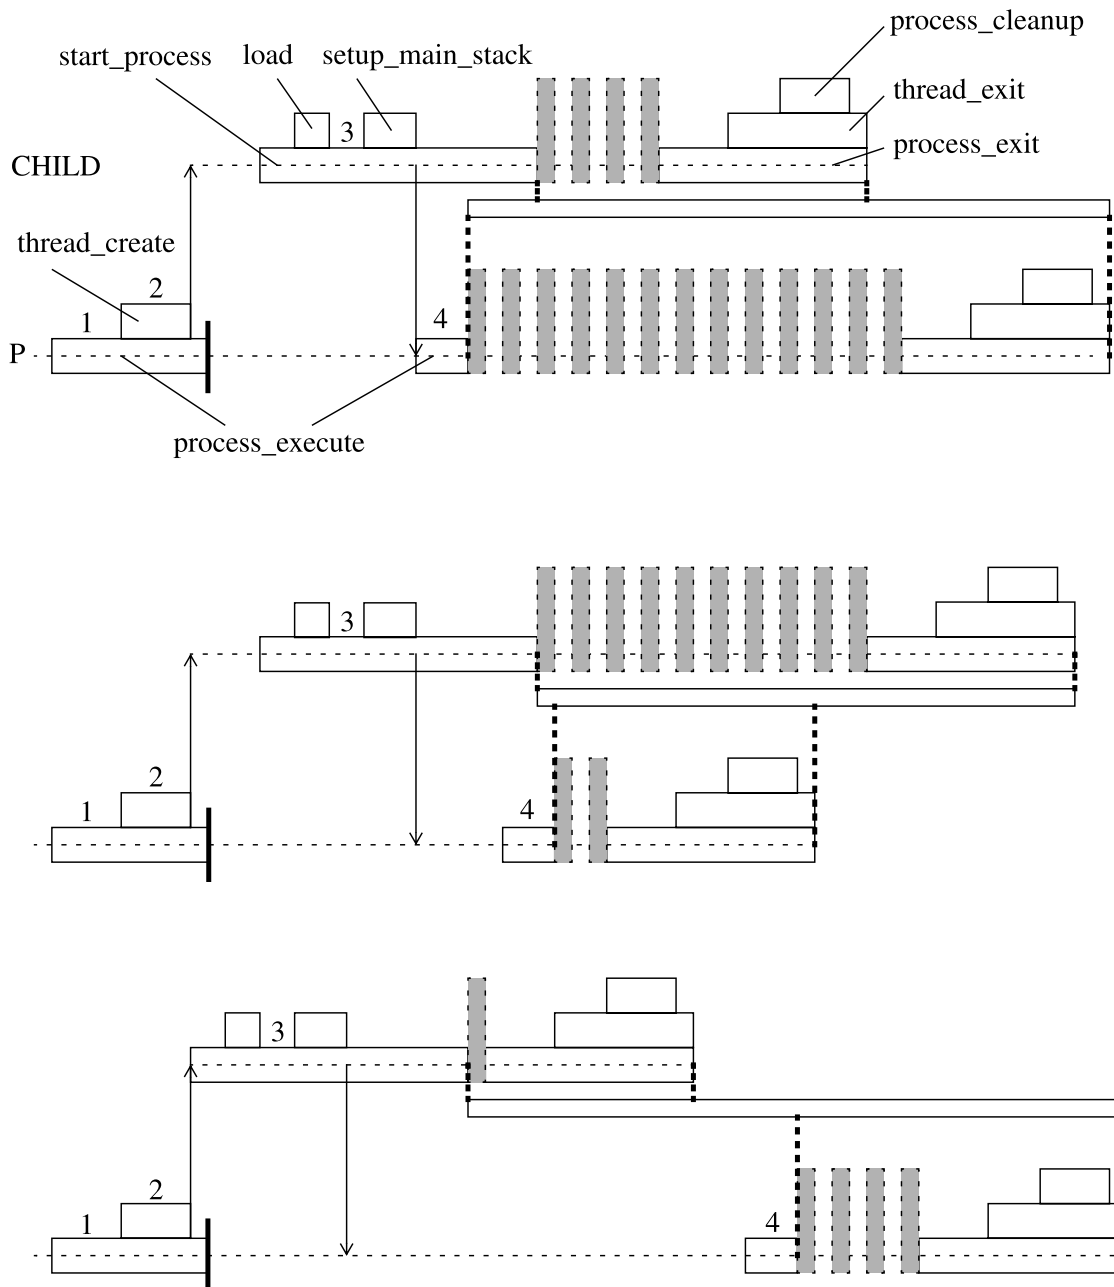 process_cleanup
start_process load setup_main_stack
thread_exit
3
process_exit
CHILD
thread_create
2
1
4
P
process_execute
3
2
1
4
3
2
1
4